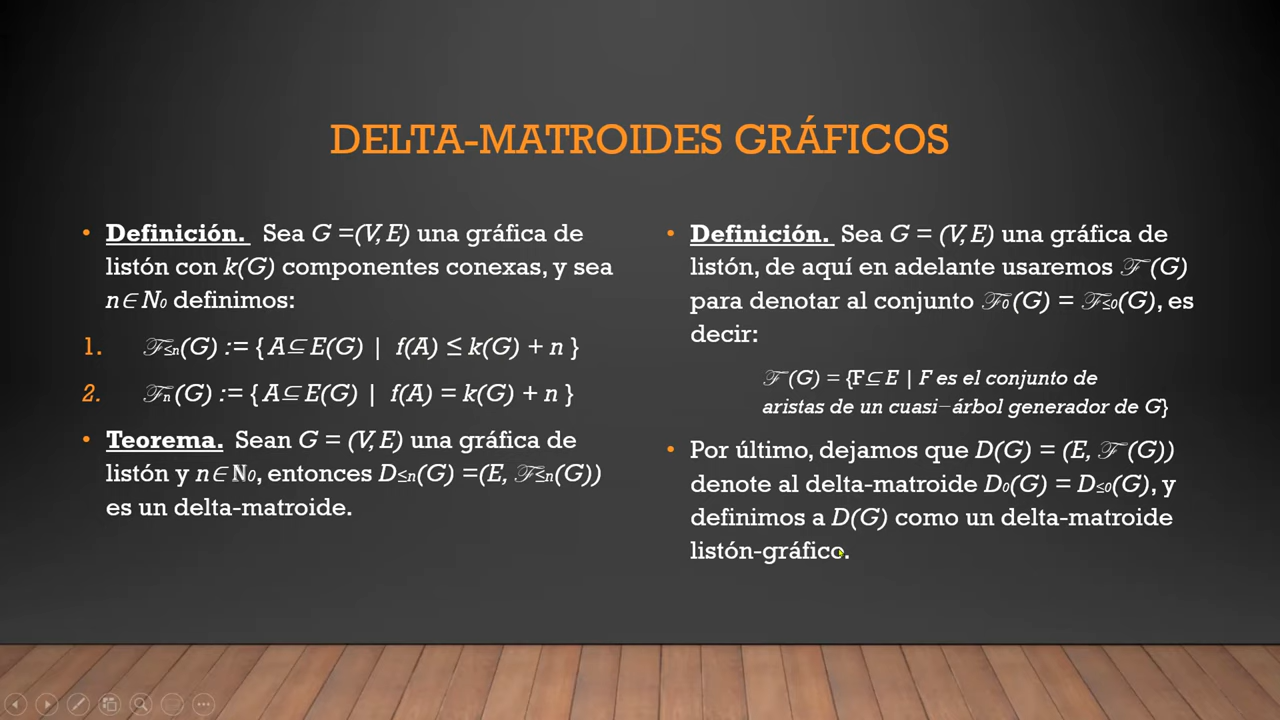 DELTA-MATROIDES GRÁFICOS
• Definición. Sea G =(V, E) una gráfica de
listón con k(G) componentes conexas, y sea
n∈N₀ definimos:
1. ℱ≤ₙ(G) := { A⊆E(G) | f(A) ≤ k(G) + n }
2. ℱₙ(G) := { A⊆E(G) | f(A) = k(G) + n }
• Teorema. Sean G = (V, E) una gráfica de
listón y n∈ℕ₀, entonces D≤ₙ(G) =(E, ℱ≤ₙ(G))
es un delta-matroide.
• Definición. Sea G = (V, E) una gráfica de
listón, de aquí en adelante usaremos ℱ(G)
para denotar al conjunto ℱ₀(G) = ℱ≤₀(G), es
decir:
ℱ(G) = {F⊆E | F es el conjunto de
aristas de un cuasi−árbol generador de G}
• Por último, dejamos que D(G) = (E, ℱ(G))
denote al delta-matroide D₀(G) = D≤₀(G), y
definimos a D(G) como un delta-matroide
listón-gráfico.